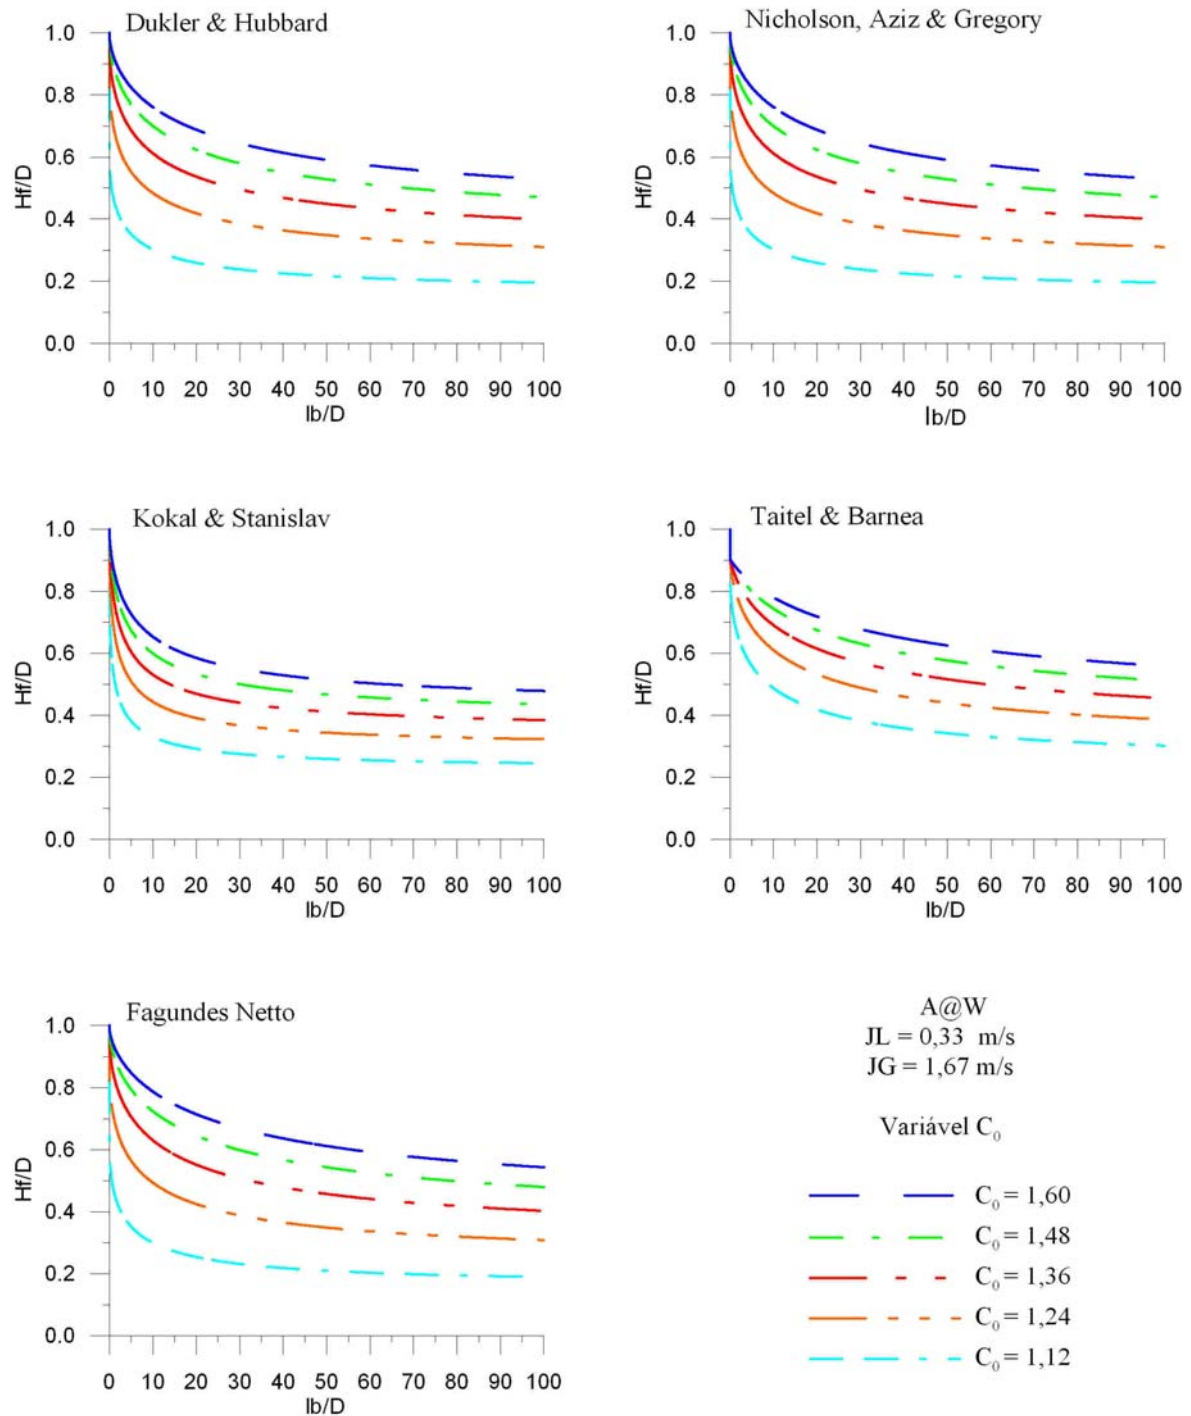 Dukler & Hubbard
Hf/D
1.0
0.8
0.6
0.4
0.2
0.0
0 10 20 30 40 50 60 70 80 90 100
lb/D
Nicholson, Aziz & Gregory
Hf/D
1.0
0.8
0.6
0.4
0.2
0.0
0 10 20 30 40 50 60 70 80 90 100
lb/D
Kokal & Stanislav
Hf/D
1.0
0.8
0.6
0.4
0.2
0.0
0 10 20 30 40 50 60 70 80 90 100
lb/D
Taitel & Barnea
Hf/D
1.0
0.8
0.6
0.4
0.2
0.0
0 10 20 30 40 50 60 70 80 90 100
lb/D
Fagundes Netto
Hf/D
1.0
0.8
0.6
0.4
0.2
0.0
0 10 20 30 40 50 60 70 80 90 100
lb/D
A@W
JL = 0,33 m/s
JG = 1,67 m/s
Variável C₀
C₀ = 1,60
C₀ = 1,48
C₀ = 1,36
C₀ = 1,24
C₀ = 1,12